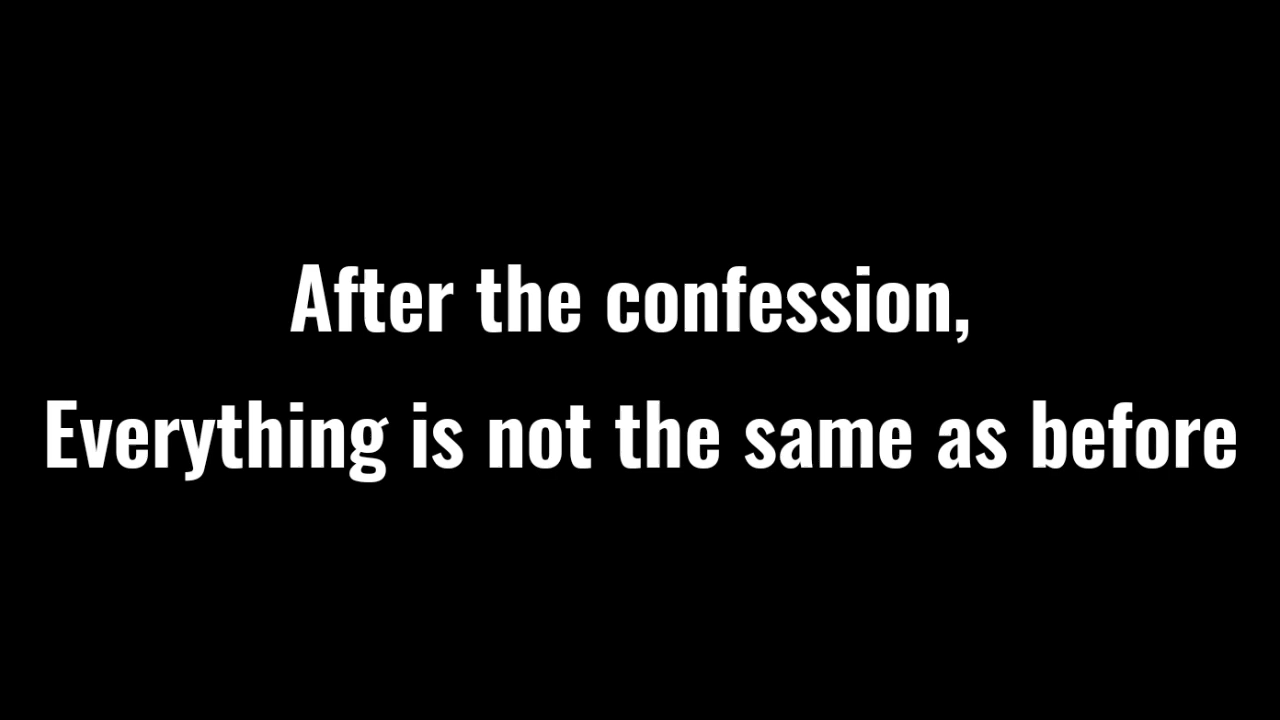 After the confession,
Everything is not the same as before